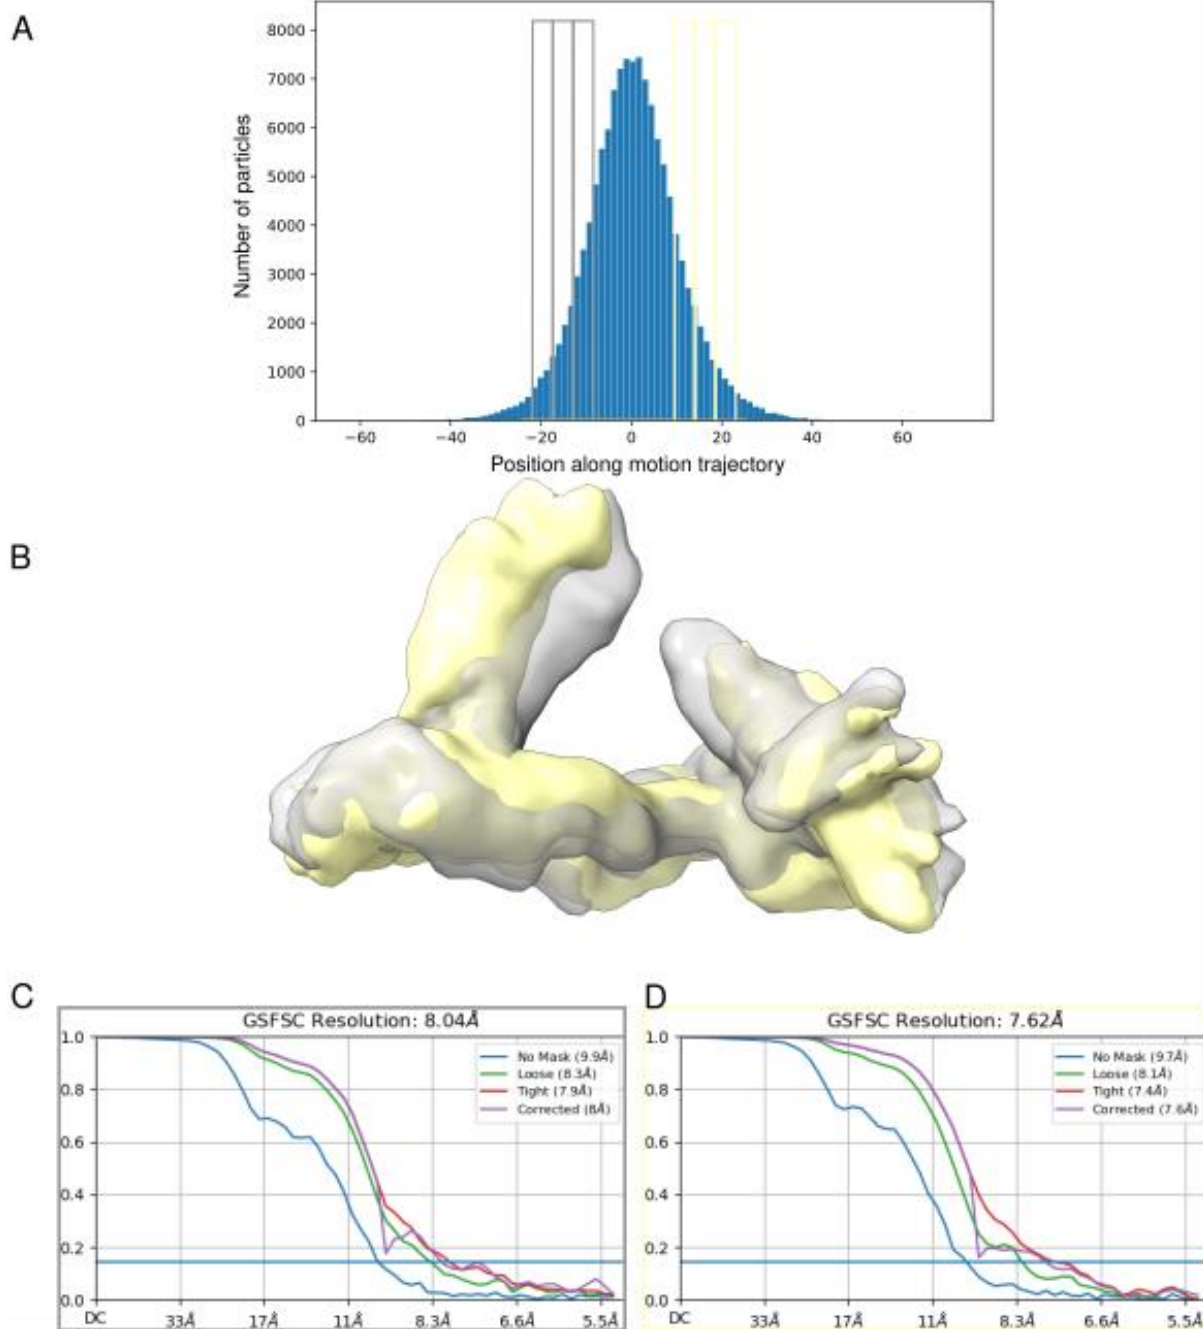 A
Number of particles
8000
7000
6000
5000
4000
3000
2000
1000
0
−60 −40 −20 0 20 40 60
Position along motion trajectory
B
C
GSFSC Resolution: 8.04Å
1.0
0.8
0.6
0.4
0.2
0.0
No Mask (9.9Å)
Loose (8.3Å)
Tight (7.9Å)
Corrected (8Å)
DC 33Å 17Å 11Å 8.3Å 6.6Å 5.5Å
D
GSFSC Resolution: 7.62Å
1.0
0.8
0.6
0.4
0.2
0.0
No Mask (9.7Å)
Loose (8.1Å)
Tight (7.4Å)
Corrected (7.6Å)
DC 33Å 17Å 11Å 8.3Å 6.6Å 5.5Å